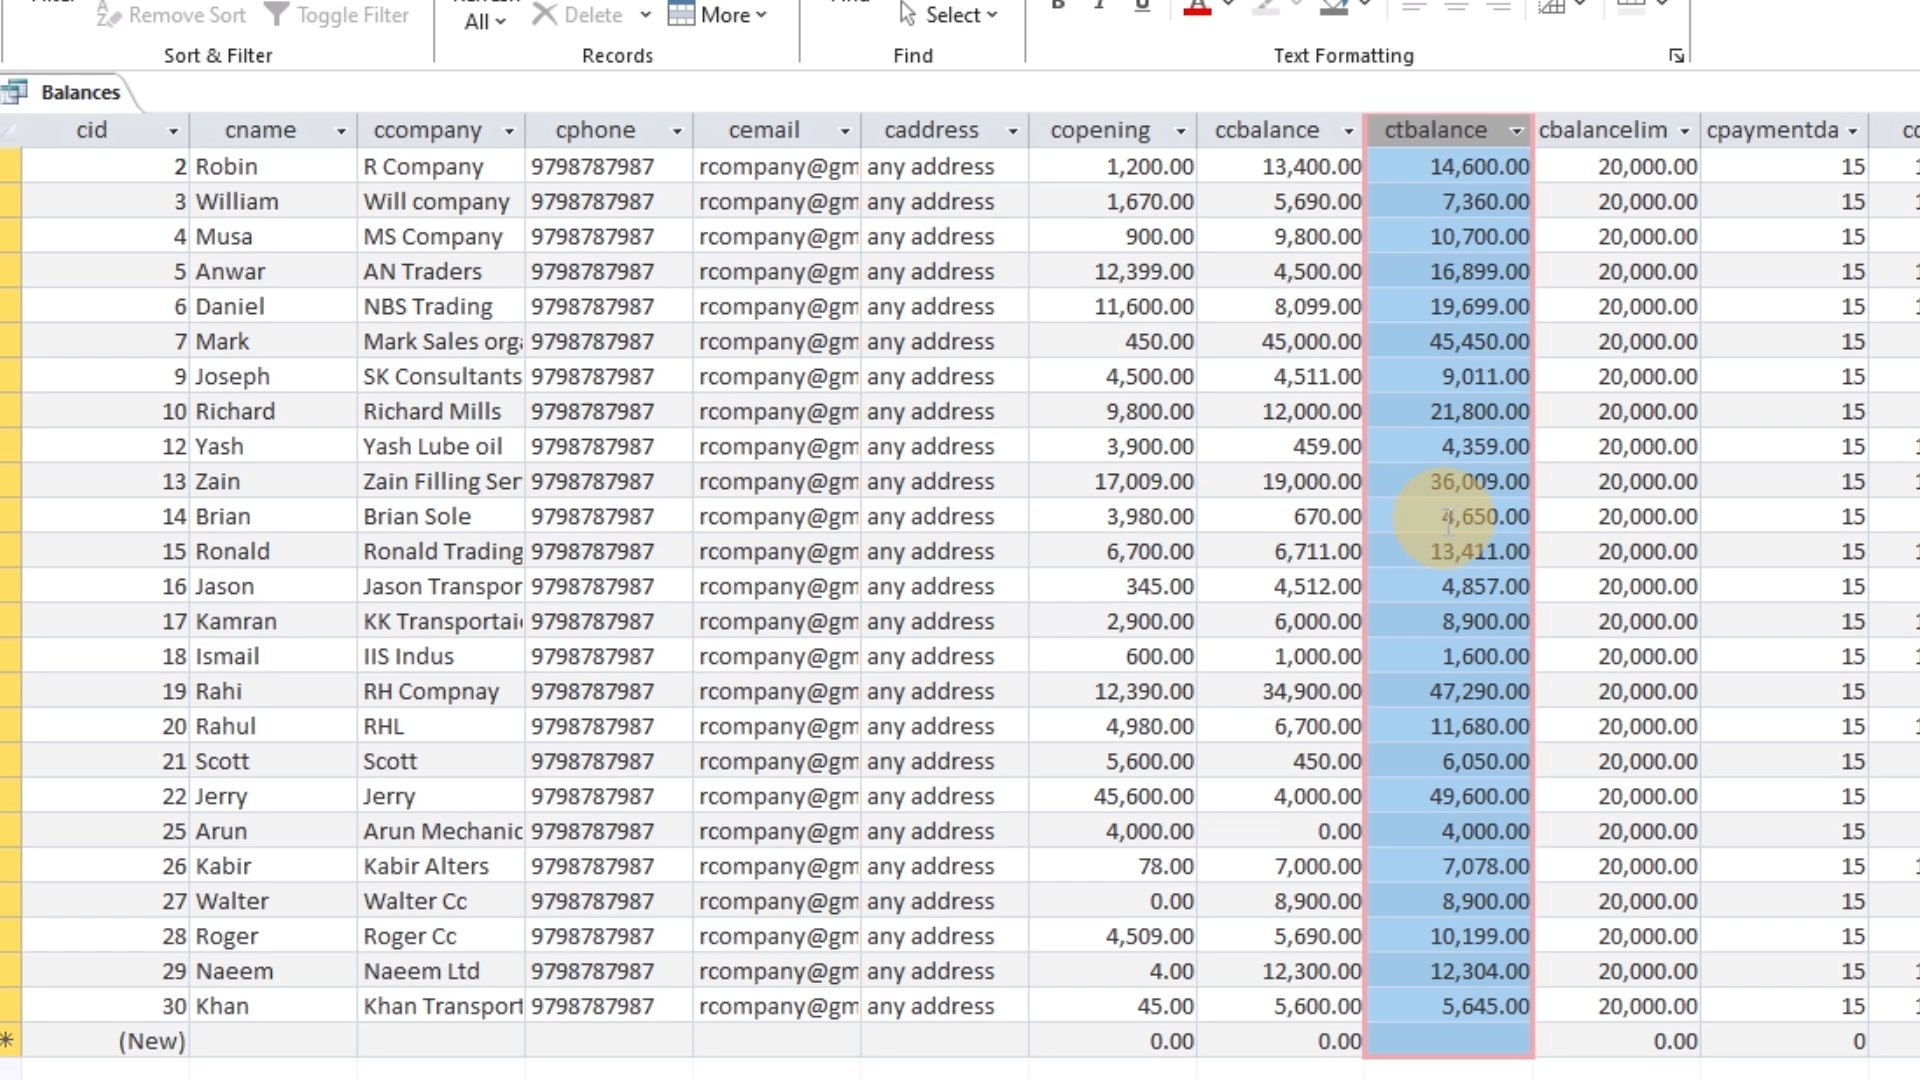 Remove Sort Toggle Filter All Delete More Select
Sort & Filter Records Find Text Formatting
Balances
cid cname ccompany cphone cemail caddress copening ccbalance ctbalance cbalancelim cpaymentda
2 Robin R Company 9798787987 rcompany@gm any address 1,200.00 13,400.00 14,600.00 20,000.00 15
3 William Will company 9798787987 rcompany@gm any address 1,670.00 5,690.00 7,360.00 20,000.00 15
4 Musa MS Company 9798787987 rcompany@gm any address 900.00 9,800.00 10,700.00 20,000.00 15
5 Anwar AN Traders 9798787987 rcompany@gm any address 12,399.00 4,500.00 16,899.00 20,000.00 15
6 Daniel NBS Trading 9798787987 rcompany@gm any address 11,600.00 8,099.00 19,699.00 20,000.00 15
7 Mark Mark Sales orga 9798787987 rcompany@gm any address 450.00 45,000.00 45,450.00 20,000.00 15
9 Joseph SK Consultants 9798787987 rcompany@gm any address 4,500.00 4,511.00 9,011.00 20,000.00 15
10 Richard Richard Mills 9798787987 rcompany@gm any address 9,800.00 12,000.00 21,800.00 20,000.00 15
12 Yash Yash Lube oil 9798787987 rcompany@gm any address 3,900.00 459.00 4,359.00 20,000.00 15
13 Zain Zain Filling Ser 9798787987 rcompany@gm any address 17,009.00 19,000.00 36,009.00 20,000.00 15
14 Brian Brian Sole 9798787987 rcompany@gm any address 3,980.00 670.00 4,650.00 20,000.00 15
15 Ronald Ronald Trading 9798787987 rcompany@gm any address 6,700.00 6,711.00 13,411.00 20,000.00 15
16 Jason Jason Transpor 9798787987 rcompany@gm any address 345.00 4,512.00 4,857.00 20,000.00 15
17 Kamran KK Transportai 9798787987 rcompany@gm any address 2,900.00 6,000.00 8,900.00 20,000.00 15
18 Ismail IIS Indus 9798787987 rcompany@gm any address 600.00 1,000.00 1,600.00 20,000.00 15
19 Rahi RH Compnay 9798787987 rcompany@gm any address 12,390.00 34,900.00 47,290.00 20,000.00 15
20 Rahul RHL 9798787987 rcompany@gm any address 4,980.00 6,700.00 11,680.00 20,000.00 15
21 Scott Scott 9798787987 rcompany@gm any address 5,600.00 450.00 6,050.00 20,000.00 15
22 Jerry Jerry 9798787987 rcompany@gm any address 45,600.00 4,000.00 49,600.00 20,000.00 15
25 Arun Arun Mechanic 9798787987 rcompany@gm any address 4,000.00 0.00 4,000.00 20,000.00 15
26 Kabir Kabir Alters 9798787987 rcompany@gm any address 78.00 7,000.00 7,078.00 20,000.00 15
27 Walter Walter Cc 9798787987 rcompany@gm any address 0.00 8,900.00 8,900.00 20,000.00 15
28 Roger Roger Cc 9798787987 rcompany@gm any address 4,509.00 5,690.00 10,199.00 20,000.00 15
29 Naeem Naeem Ltd 9798787987 rcompany@gm any address 4.00 12,300.00 12,304.00 20,000.00 15
30 Khan Khan Transport 9798787987 rcompany@gm any address 45.00 5,600.00 5,645.00 20,000.00 15
(New) 0.00 0.00 0.00 0